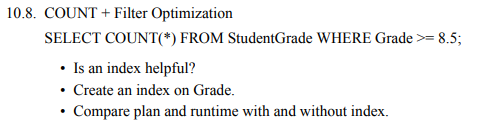 10.8. COUNT + Filter Optimization
SELECT COUNT(*) FROM StudentGrade WHERE Grade >= 8.5;
• Is an index helpful?
• Create an index on Grade.
• Compare plan and runtime with and without index.